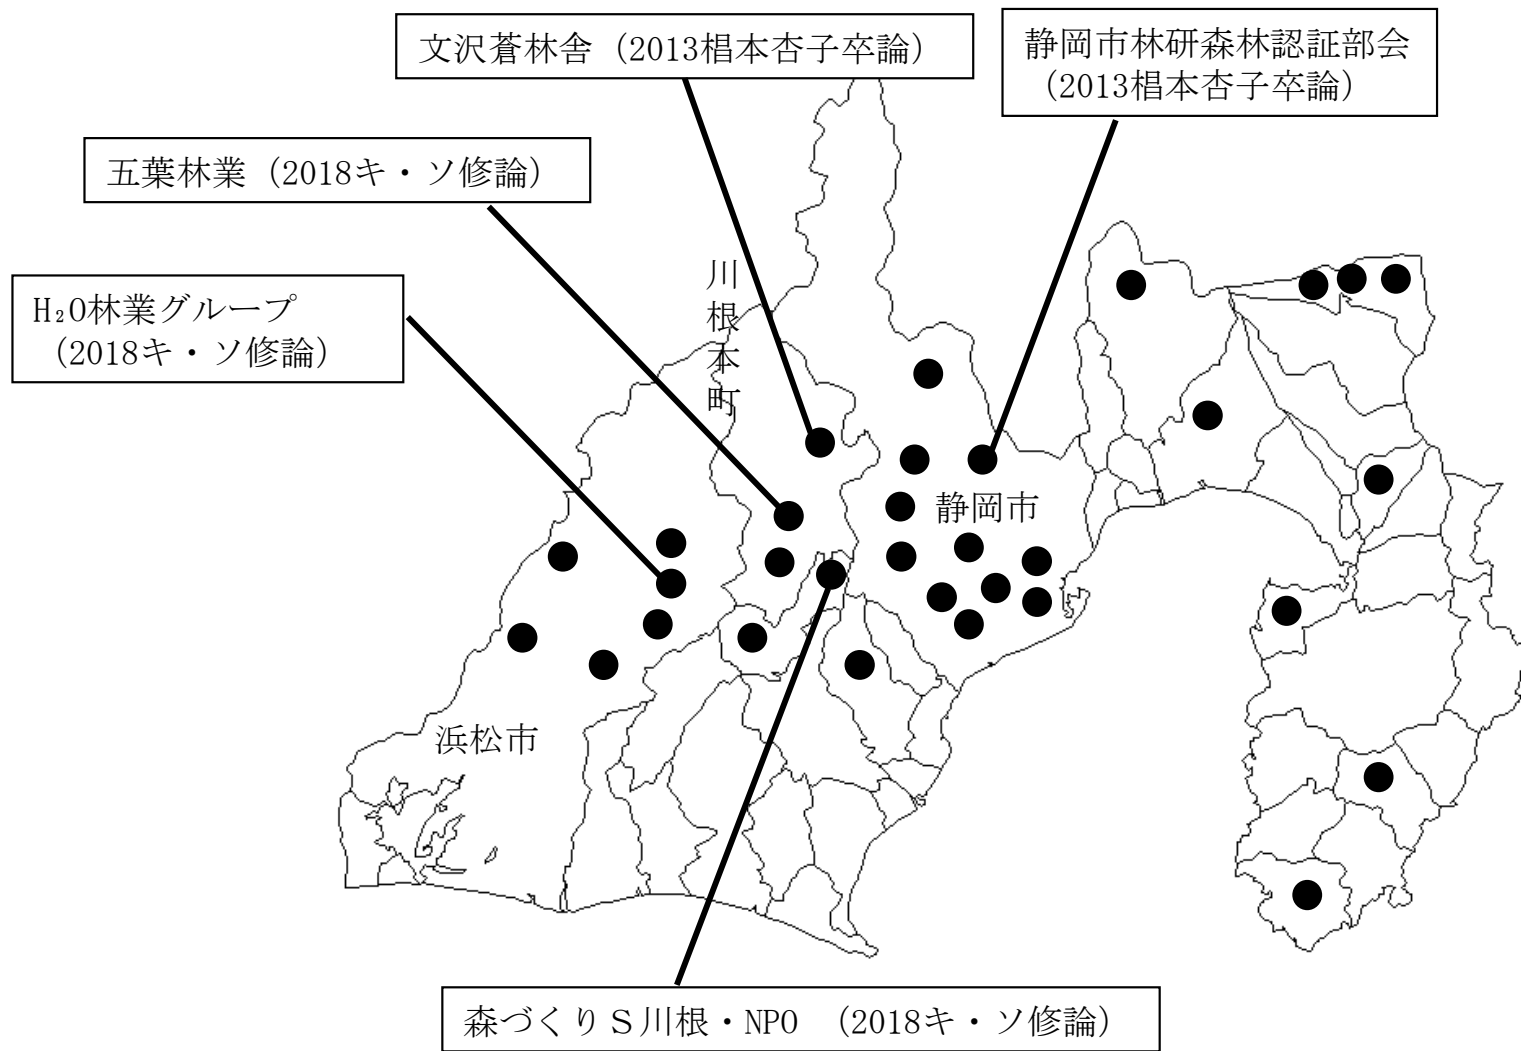 文沢蒼林舎（2013椙本杏子卒論）
静岡市林研森林認証部会
（2013椙本杏子卒論）
五葉林業（2018キ・ソ修論）
H₂O林業グループ
（2018キ・ソ修論）
川根本町
静岡市
浜松市
森づくりＳ川根・NPO （2018キ・ソ修論）